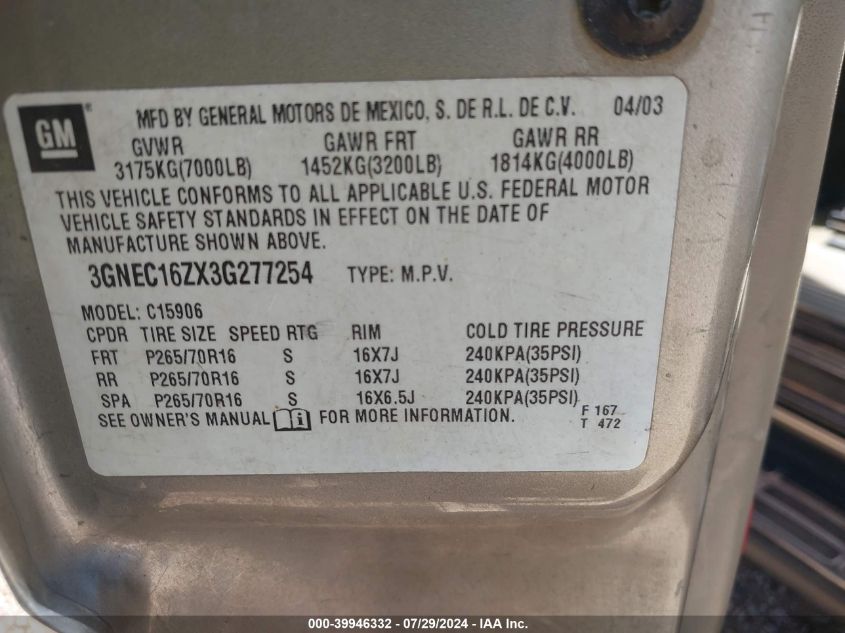 GM®
MFD BY GENERAL MOTORS DE MEXICO, S. DE R.L. DE C.V. 04/03
GVWR GAWR FRT GAWR RR
3175KG(7000LB) 1452KG(3200LB) 1814KG(4000LB)
THIS VEHICLE CONFORMS TO ALL APPLICABLE U.S. FEDERAL MOTOR
VEHICLE SAFETY STANDARDS IN EFFECT ON THE DATE OF
MANUFACTURE SHOWN ABOVE.
3GNEC16ZX3G277254 TYPE: M.P.V.
MODEL: C15906
CPDR TIRE SIZE SPEED RTG RIM COLD TIRE PRESSURE
FRT P265/70R16 S 16X7J 240KPA(35PSI)
RR P265/70R16 S 16X7J 240KPA(35PSI)
SPA P265/70R16 S 16X6.5J 240KPA(35PSI)
SEE OWNER'S MANUAL i FOR MORE INFORMATION. F 167
T 472
000-39946332 - 07/29/2024 - IAA Inc.